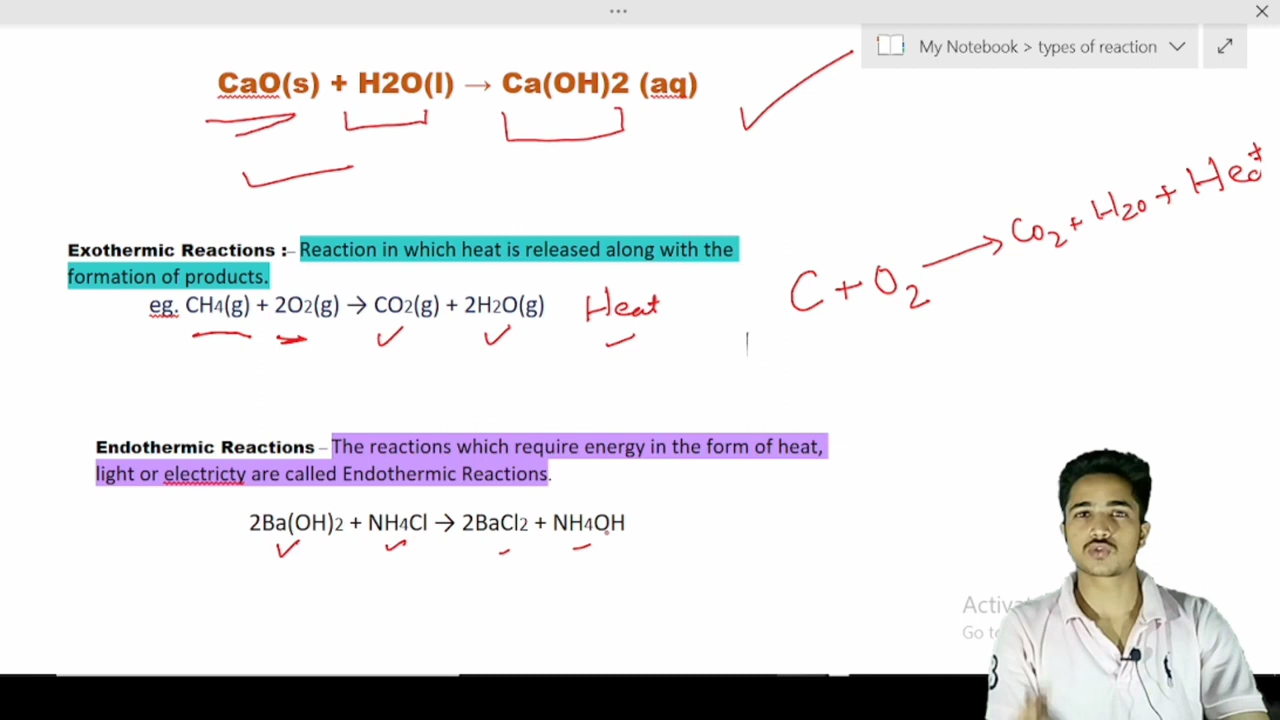 My Notebook > types of reaction
CaO(s) + H2O(l) → Ca(OH)2 (aq)
Exothermic Reactions :– Reaction in which heat is released along with the
formation of products.
eg. CH4(g) + 2O2(g) → CO2(g) + 2H2O(g) Heat
C + O2 → CO2 + H2O + Heat
Endothermic Reactions – The reactions which require energy in the form of heat,
light or electricty are called Endothermic Reactions.
2Ba(OH)2 + NH4Cl → 2BaCl2 + NH4OH
Go to